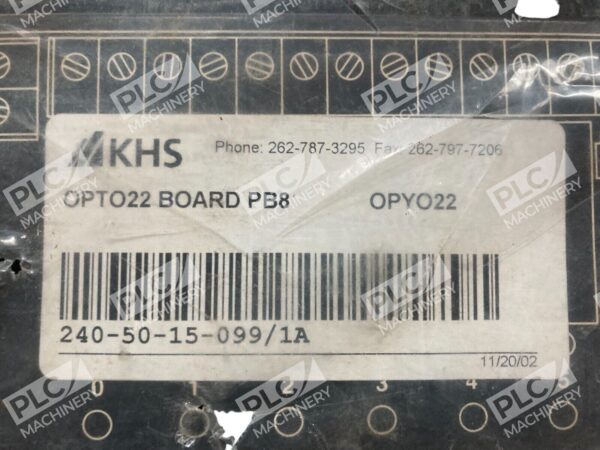 KHS Phone: 262-787-3295 Fax 262-797-7206
OPTO22 BOARD PB8 OPYO22
240-50-15-099/1A
11/20/02
0 1 2 3 4 5
PLC MACHINERY